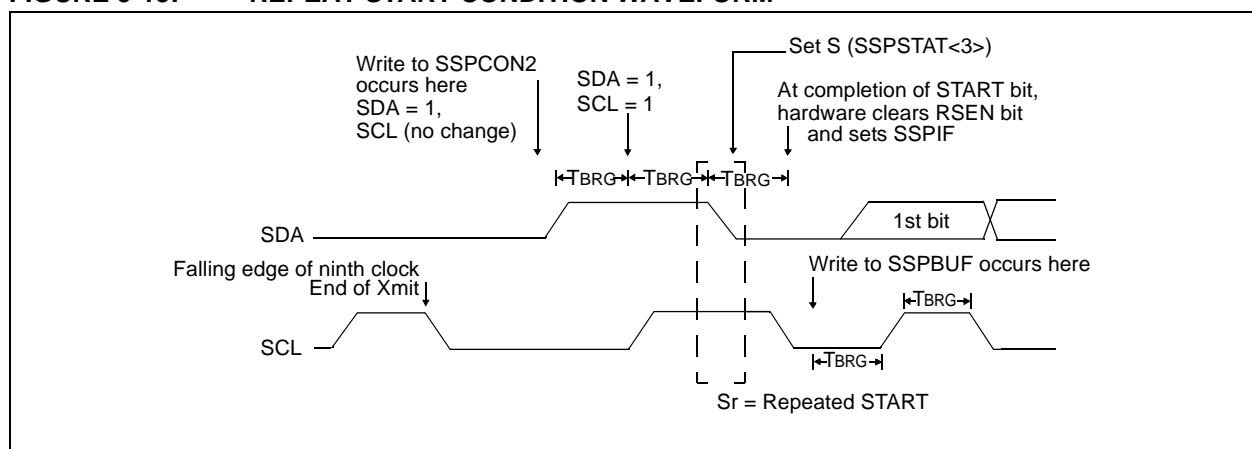 Write to SSPCON2
occurs here
SDA = 1,
SCL (no change)
SDA = 1,
SCL = 1
Set S (SSPSTAT<3>)
At completion of START bit,
hardware clears RSEN bit
and sets SSPIF
TBRG TBRG TBRG
SDA
1st bit
Falling edge of ninth clock
End of Xmit
Write to SSPBUF occurs here
TBRG
SCL
TBRG
Sr = Repeated START